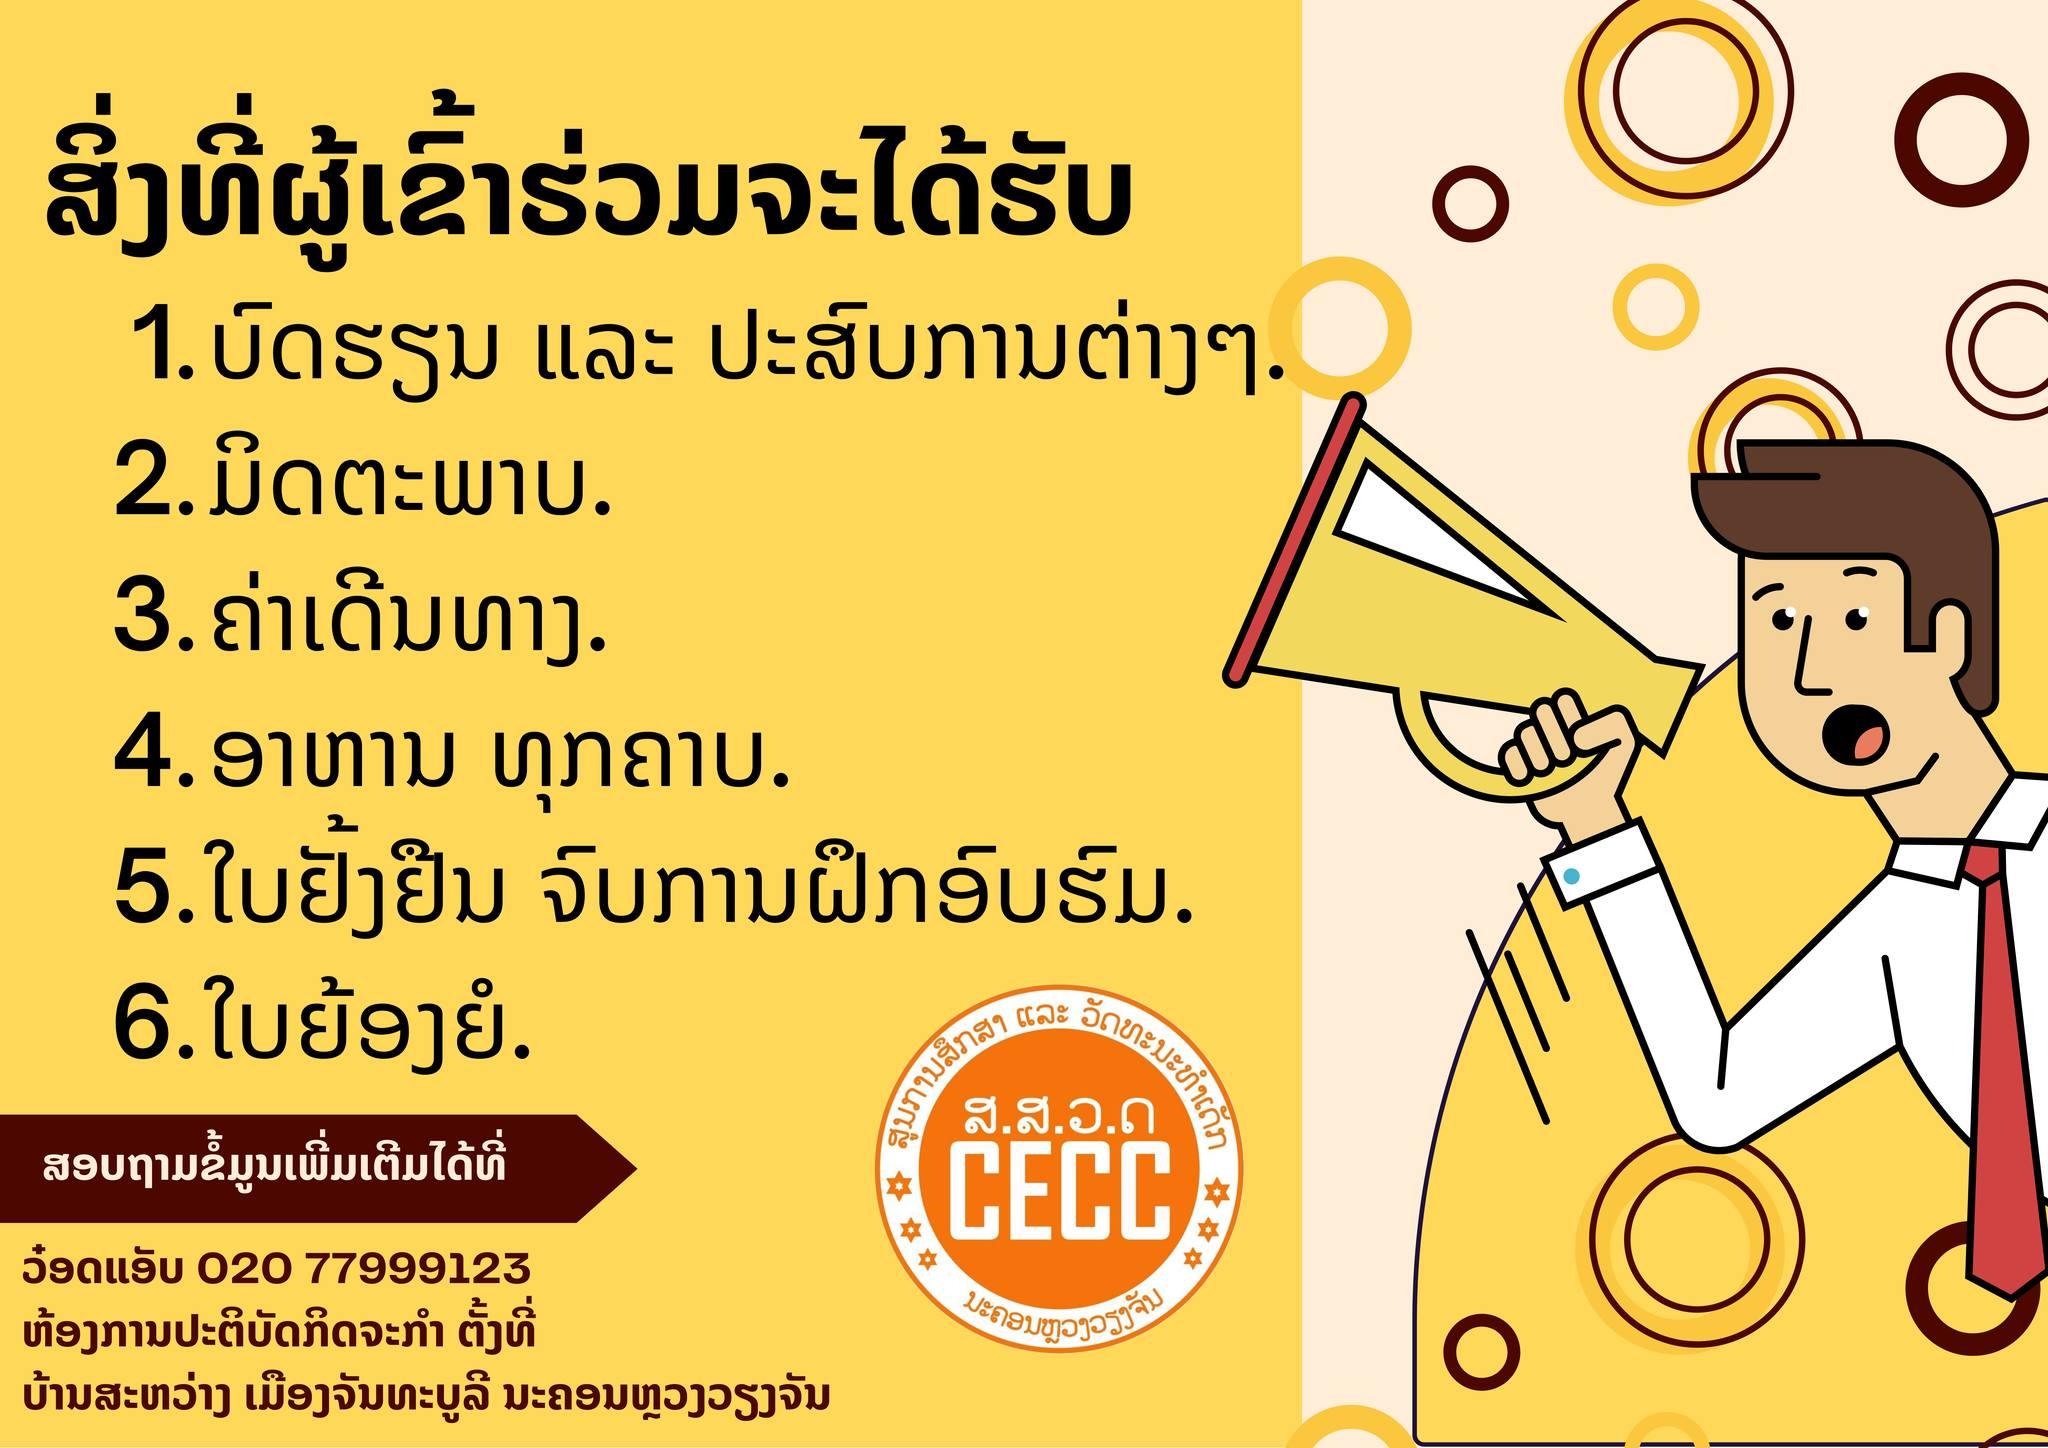 ສິ່ງທີ່ຜູ້ເຂົ້າຮ່ວມຈະໄດ້ຮັບ
1. ບົດຮຽນ ແລະ ປະສົບການຕ່າງໆ.
2. ມິດຕະພາບ.
3. ຄ່າເດີນທາງ.
4. ອາຫານ ທຸກຄາບ.
5. ໃບຢັ້ງຢືນ ຈົບການຝຶກອົບຮົມ.
6. ໃບຍ້ອງຍໍ.
ສູນການສຶກສາ ແລະ ວັດທະນະທຳເດັກ
ສ.ສ.ວ.ດ
CECC
ນະຄອນຫຼວງວຽງຈັນ
ສອບຖາມຂໍ້ມູນເພີ່ມເຕີມໄດ້ທີ່
ວ໋ອດແອັບ 020 77999123
ຫ້ອງການປະຕິບັດກິດຈະກຳ ຕັ້ງທີ່
ບ້ານສະຫວ່າງ ເມືອງຈັນທະບູລີ ນະຄອນຫຼວງວຽງຈັນ